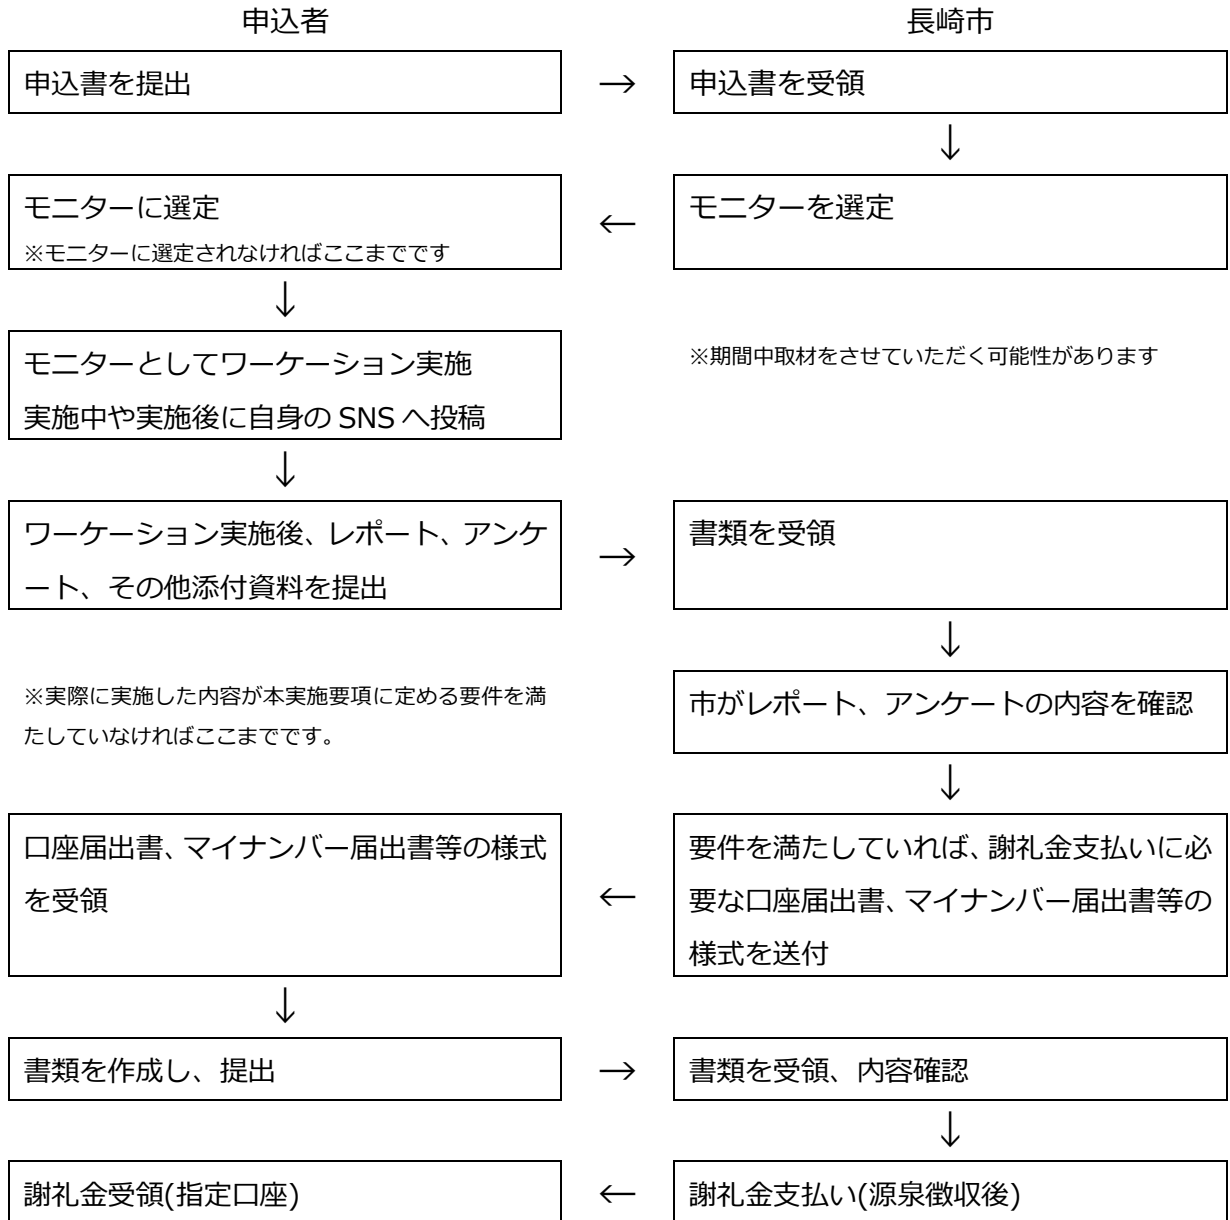 申込者
長崎市
申込書を提出
→
申込書を受領
↓
モニターに選定
※モニターに選定されなければここまでです
←
モニターを選定
↓
モニターとしてワーケーション実施
実施中や実施後に自身の SNS へ投稿
※期間中取材をさせていただく可能性があります
↓
ワーケーション実施後、レポート、アンケ
ート、その他添付資料を提出
→
書類を受領
↓
※実際に実施した内容が本実施要項に定める要件を満
たしていなければここまでです。
市がレポート、アンケートの内容を確認
↓
口座届出書、マイナンバー届出書等の様式
を受領
←
要件を満たしていれば、謝礼金支払いに必
要な口座届出書、マイナンバー届出書等の
様式を送付
↓
書類を作成し、提出
→
書類を受領、内容確認
↓
謝礼金受領(指定口座)
←
謝礼金支払い(源泉徴収後)